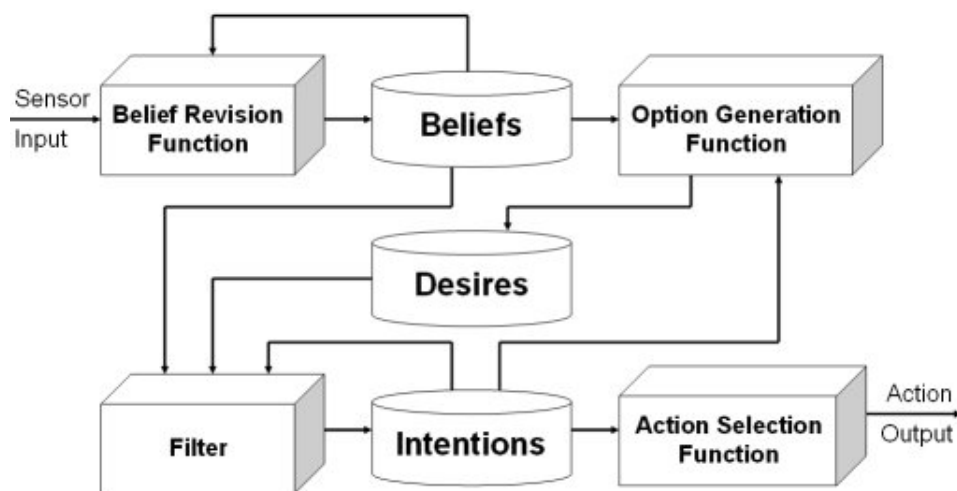 Sensor
Input
Belief Revision
Function
Beliefs
Option Generation
Function
Desires
Filter
Intentions
Action Selection
Function
Action
Output